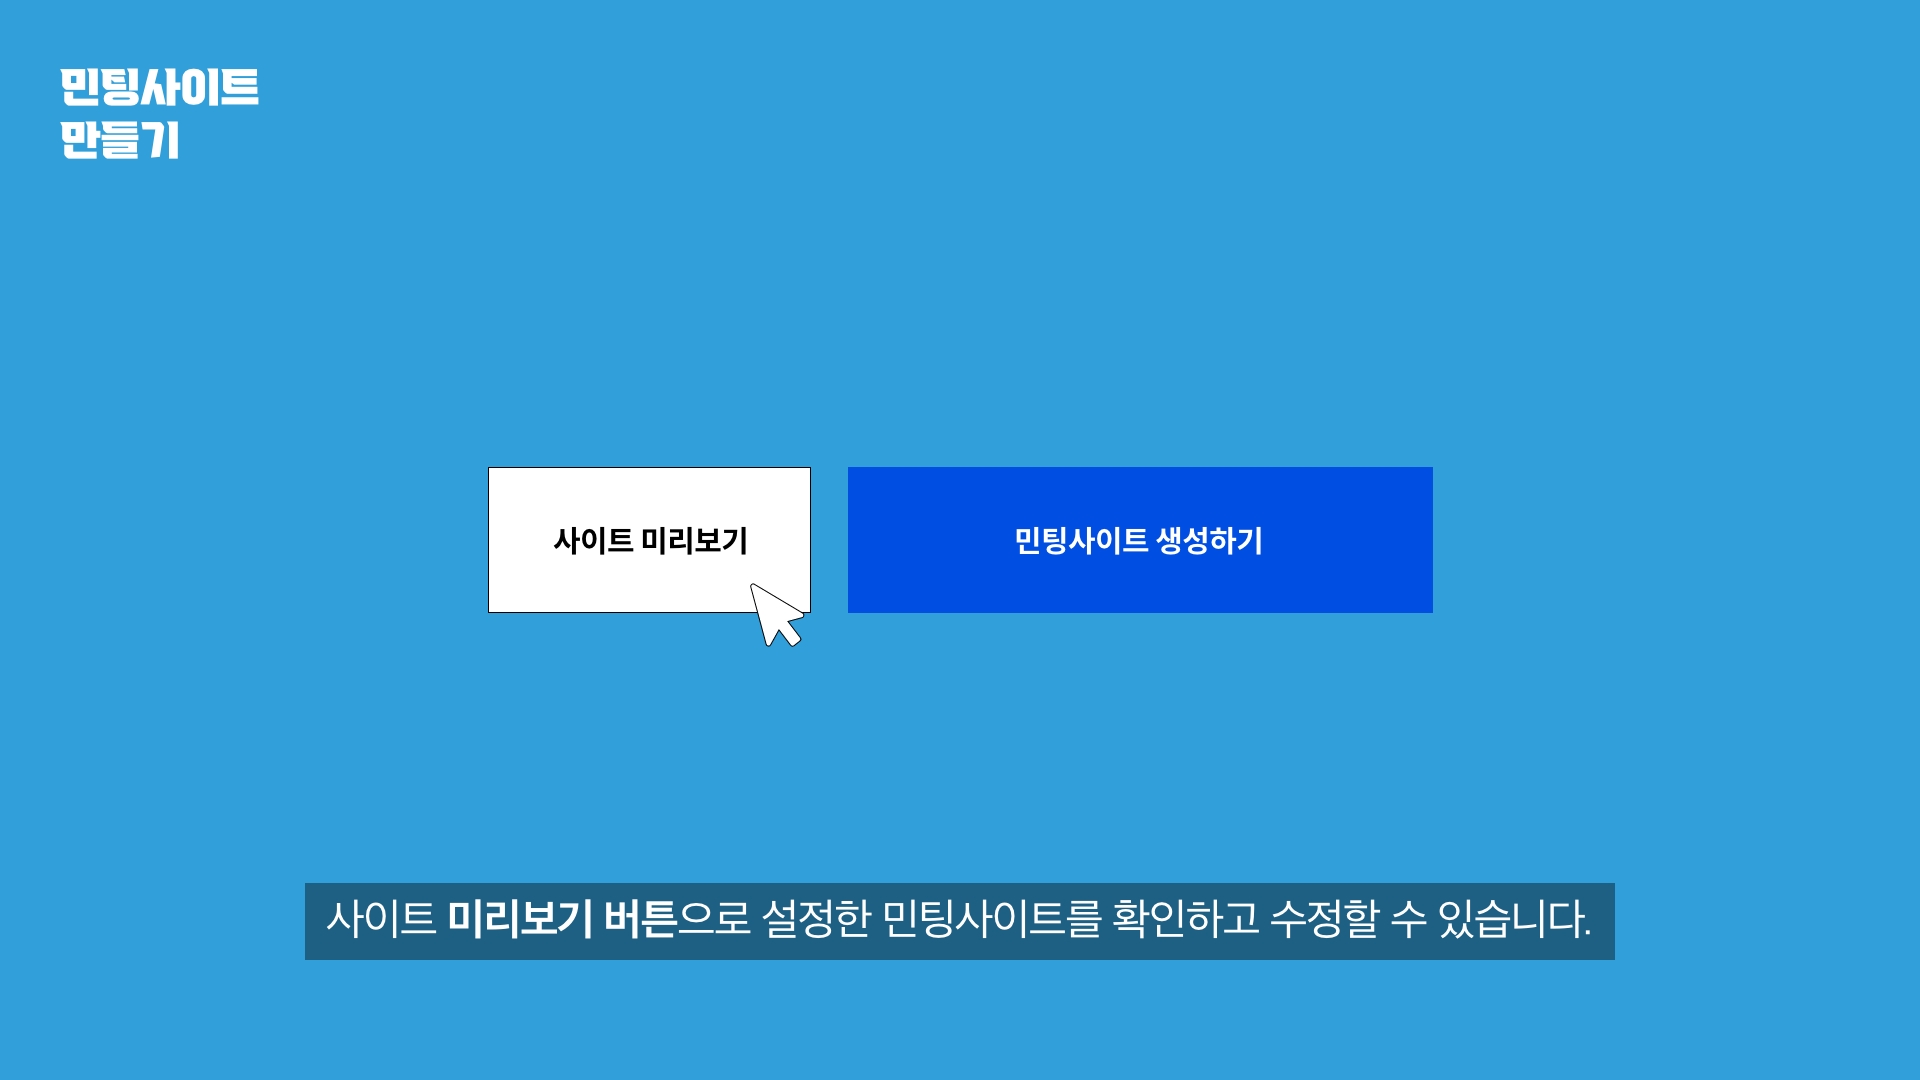 민팅사이트
만들기
사이트 미리보기
민팅사이트 생성하기
사이트 미리보기 버튼으로 설정한 민팅사이트를 확인하고 수정할 수 있습니다.